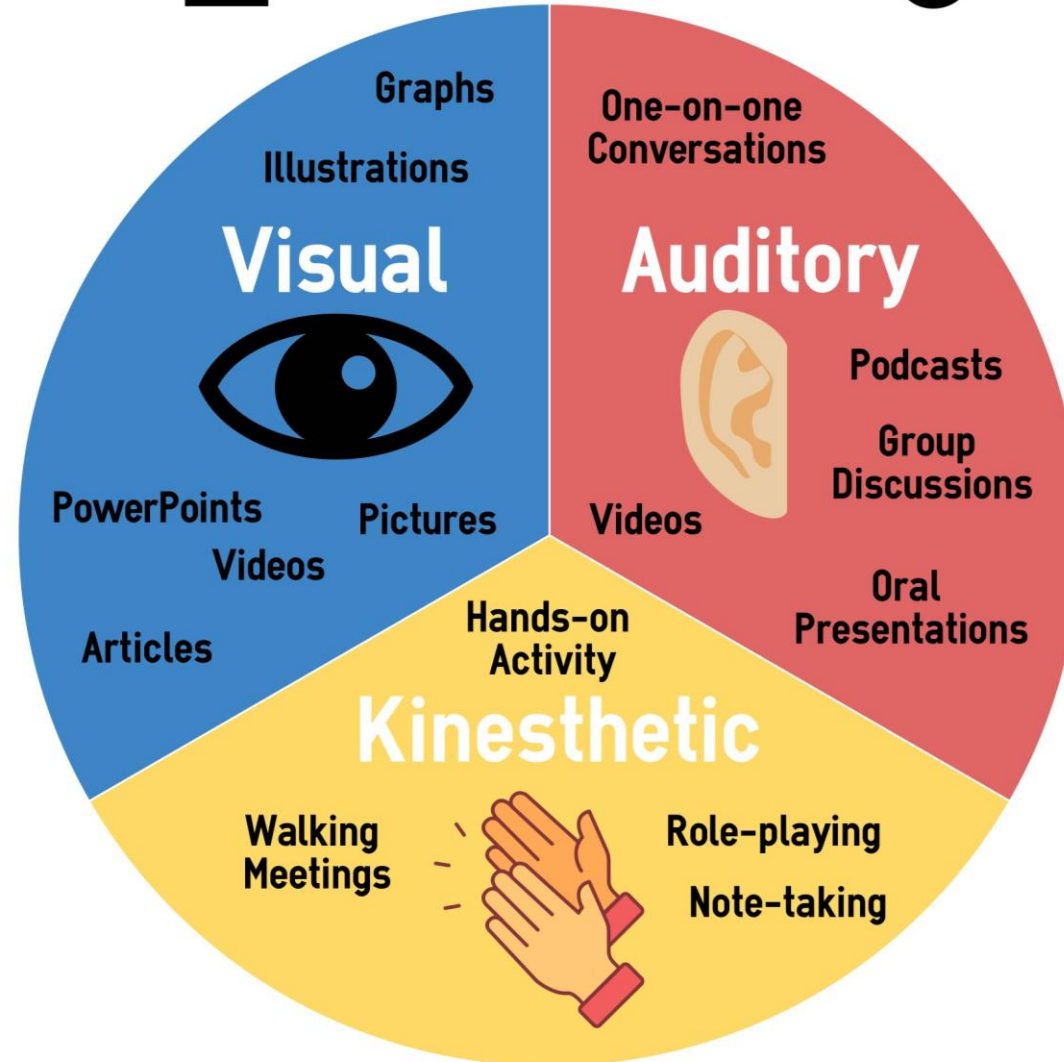 Graphs
Illustrations
Visual
PowerPoints
Pictures
Videos
Articles
One-on-one
Conversations
Auditory
Podcasts
Group
Discussions
Videos
Oral
Presentations
Hands-on
Activity
Kinesthetic
Walking
Meetings
Role-playing
Note-taking